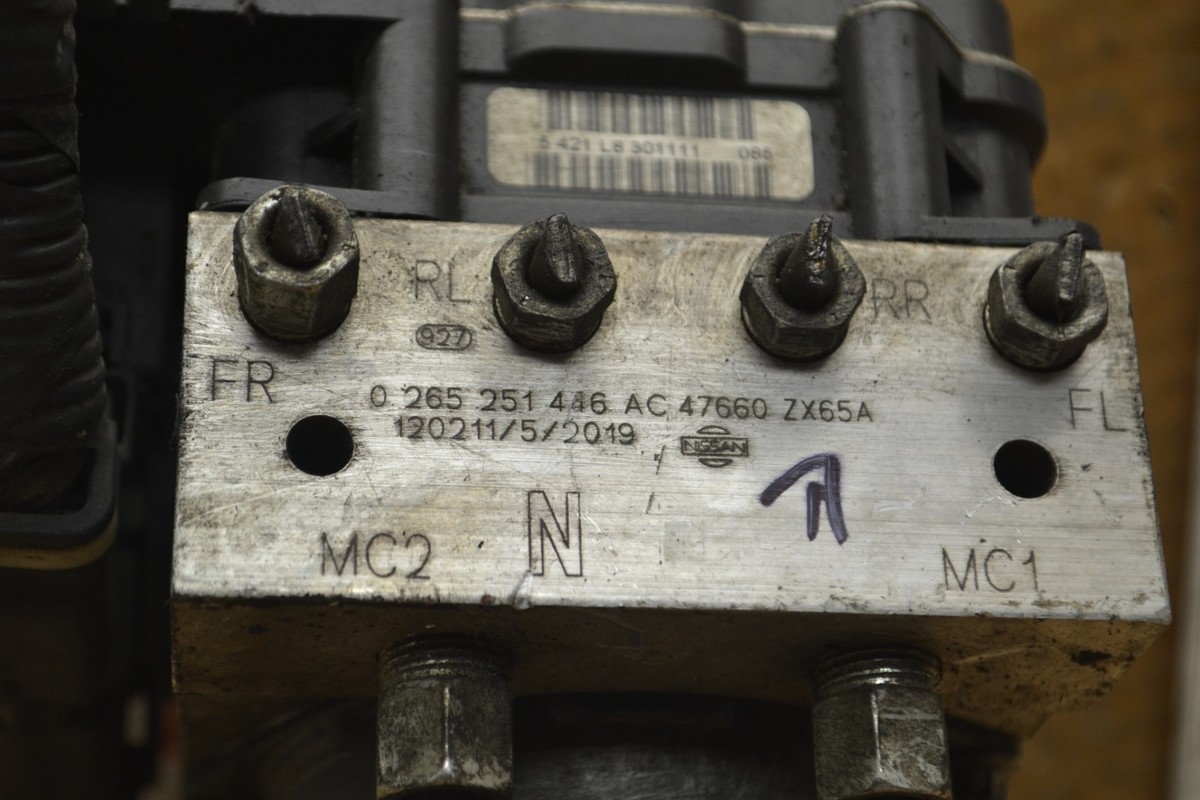 5 421 L8 301111 088
RL
RR
927
FR
FL
0 265 251 446 AC 47660 ZX65A
120211/5/2019
NISSAN
N
MC2
MC1